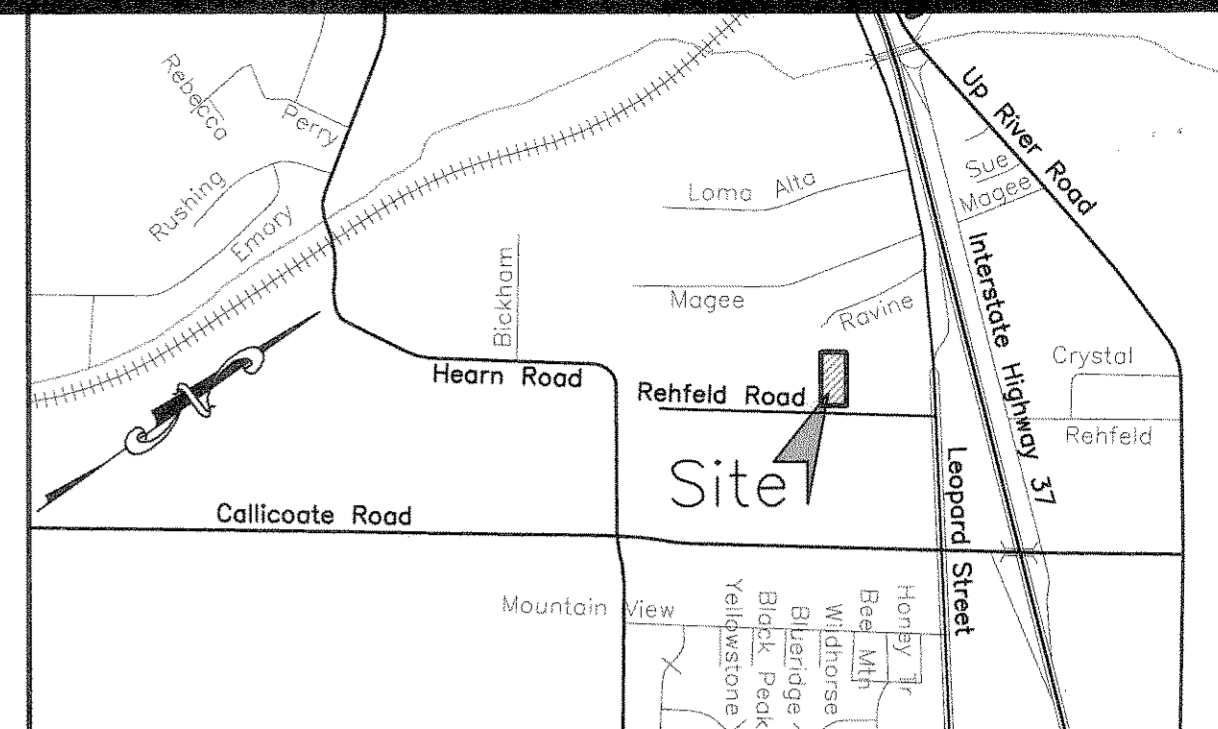 Rebecca
Perry
Up River Road
Sue
Magee
Loma Alta
Rushing
Emory
Bickham
Magee
Ravine
Interstate Highway 37
Crystal
Hearn Road
Rehfeld Road
Rehfeld
Site
Leopard Street
Callicoate Road
Mountain View
Yellowstone
Black Peak
Blueridge
Wildhorse
Bee Mtn
Honey Tr